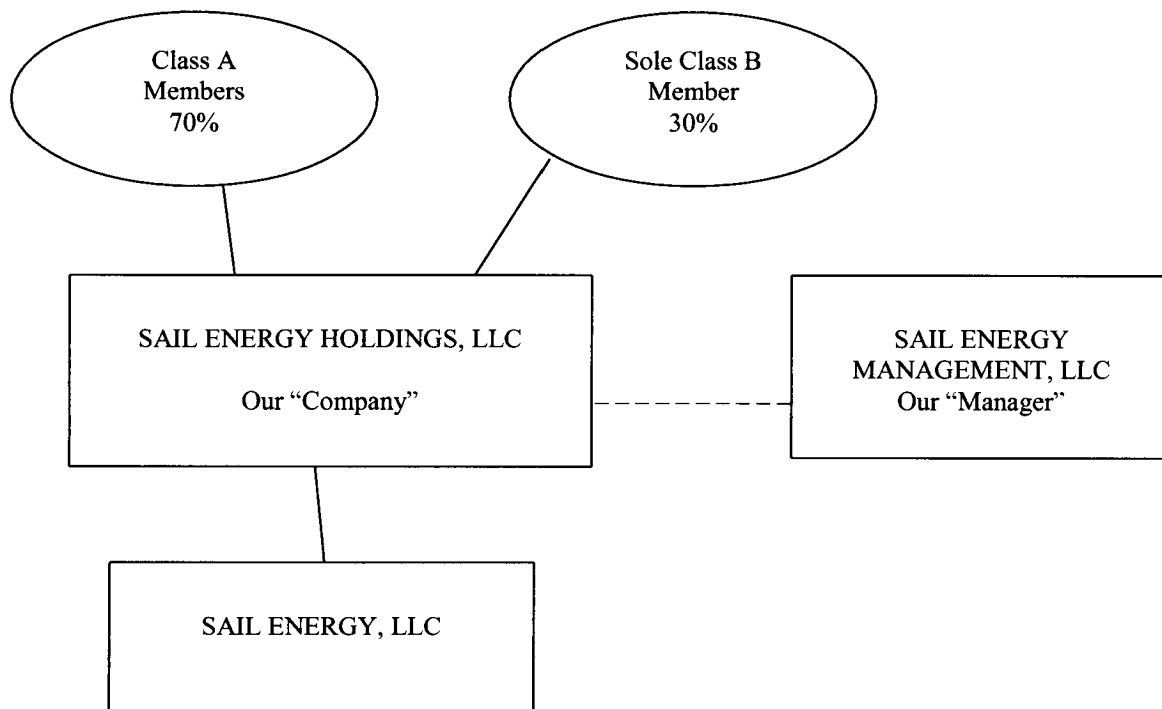 Class A
Members
70%
Sole Class B
Member
30%
SAIL ENERGY HOLDINGS, LLC
Our “Company”
SAIL ENERGY
MANAGEMENT, LLC
Our “Manager”
SAIL ENERGY, LLC